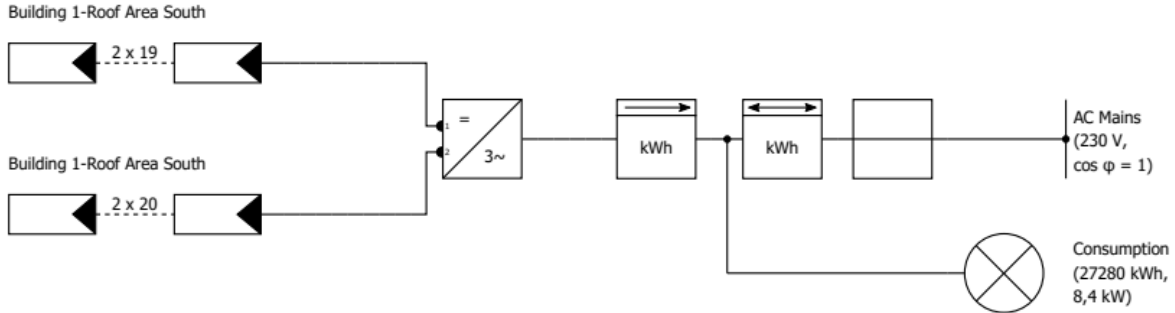 Building 1-Roof Area South
2 x 19
1
=
2
3~
kWh
kWh
AC Mains
(230 V,
cos φ = 1)
Building 1-Roof Area South
2 x 20
Consumption
(27280 kWh,
8,4 kW)